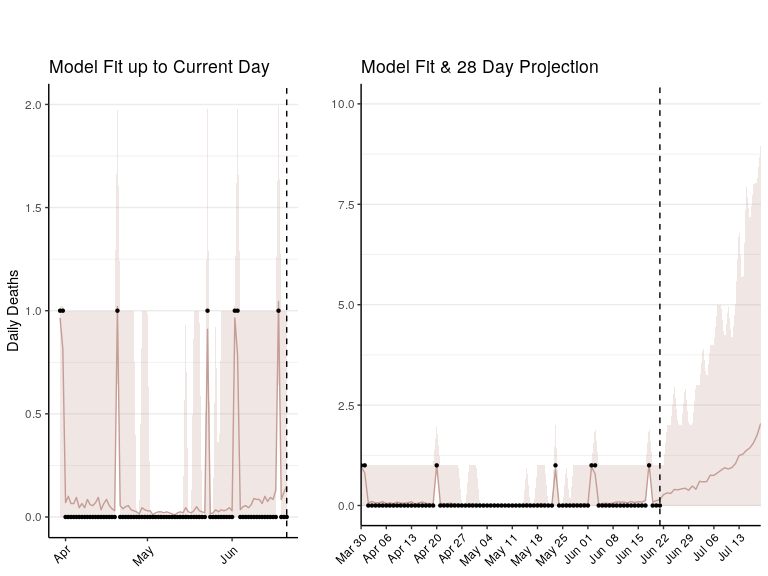 Model Fit up to Current Day
Daily Deaths
2.0
1.5
1.0
0.5
0.0
Apr
May
Jun
Model Fit & 28 Day Projection
10.0
7.5
5.0
2.5
0.0
Mar 30
Apr 06
Apr 13
Apr 20
Apr 27
May 04
May 11
May 18
May 25
Jun 01
Jun 08
Jun 15
Jun 22
Jun 29
Jul 06
Jul 13